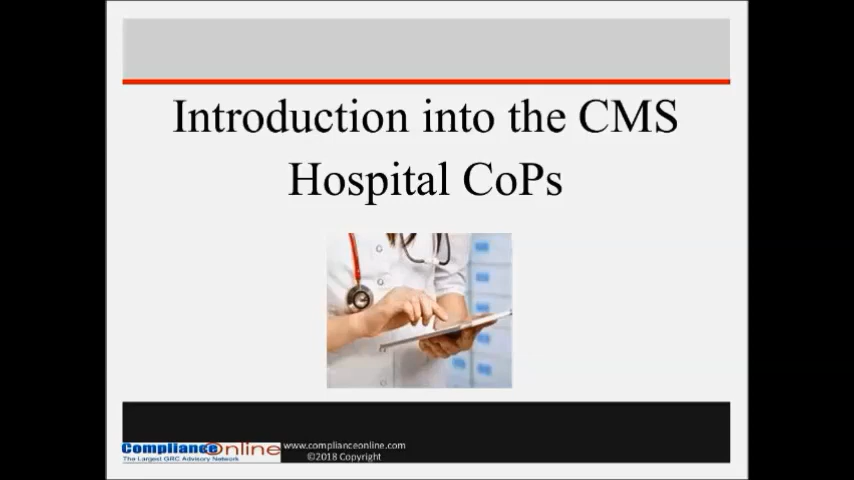 Introduction into the CMS
Hospital CoPs
ComplianceOnline
The Largest GRC Advisory Network
www.complianceonline.com
©2018 Copyright